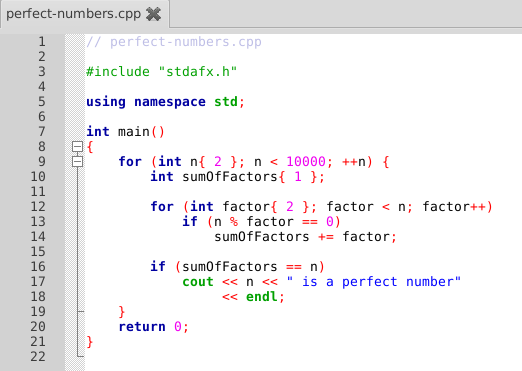 perfect-numbers.cpp
1 // perfect-numbers.cpp
2
3 #include "stdafx.h"
4
5 using namespace std;
6
7 int main()
8 {
9     for (int n{ 2 }; n < 10000; ++n) {
10         int sumOfFactors{ 1 };
11
12         for (int factor{ 2 }; factor < n; factor++)
13             if (n % factor == 0)
14                 sumOfFactors += factor;
15
16         if (sumOfFactors == n)
17             cout << n << " is a perfect number"
18                  << endl;
19     }
20     return 0;
21 }
22